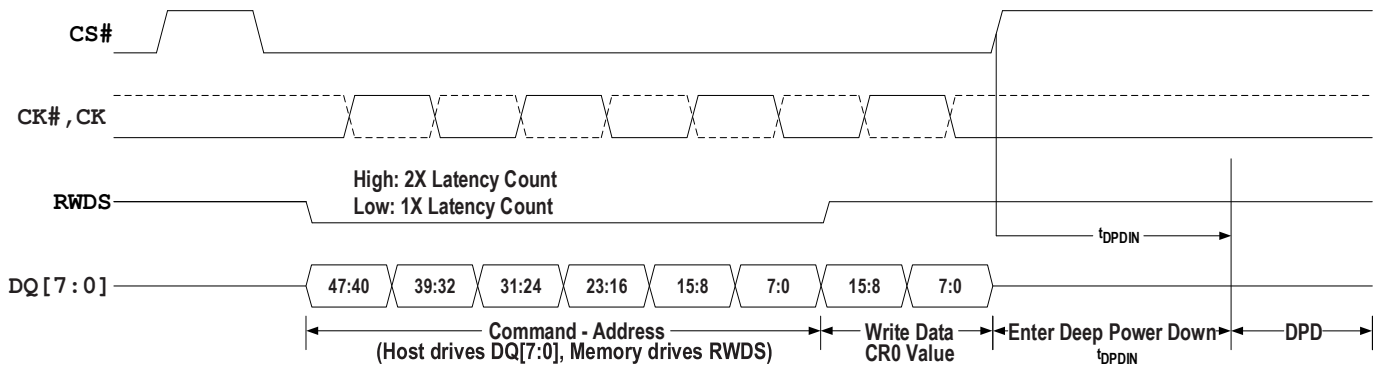 CS#
CK#,CK
High: 2X Latency Count
Low: 1X Latency Count
RWDS
tDPDIN
DQ[7:0] 47:40 39:32 31:24 23:16 15:8 7:0 15:8 7:0
Command - Address Write Data Enter Deep Power Down DPD
(Host drives DQ[7:0], Memory drives RWDS) CR0 Value tDPDIN